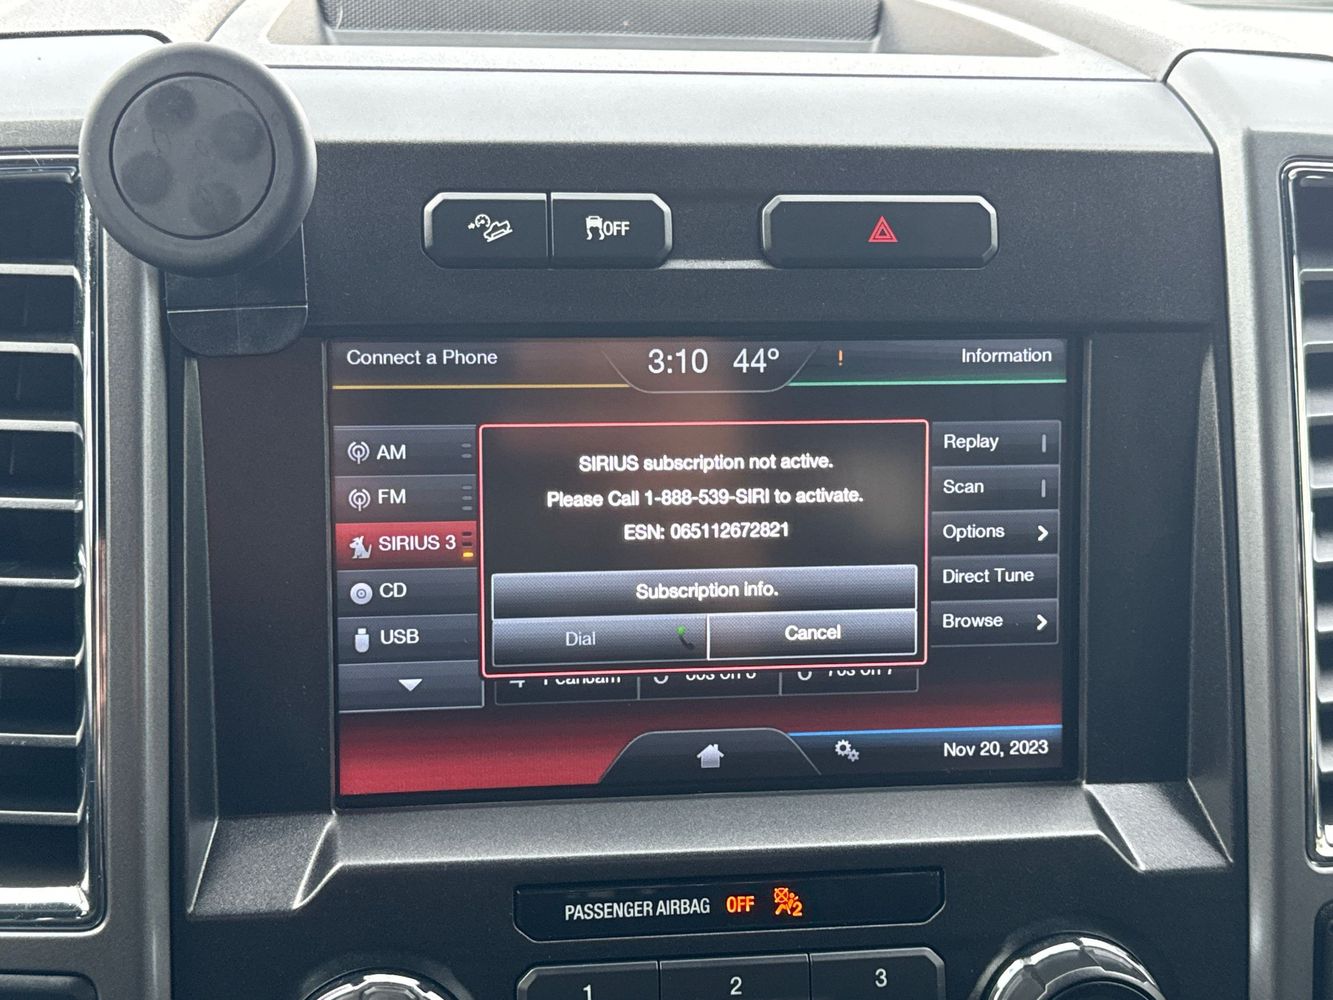 OFF
Connect a Phone
3:10 44°
!
Information
AM
FM
SIRIUS 3
CD
USB
SIRIUS subscription not active.
Please Call 1-888-539-SIRI to activate.
ESN: 065112672821
Subscription info.
Dial
Cancel
Replay
Scan
Options
Direct Tune
Browse
Nov 20, 2023
PASSENGER AIRBAG OFF 2
1
2
3